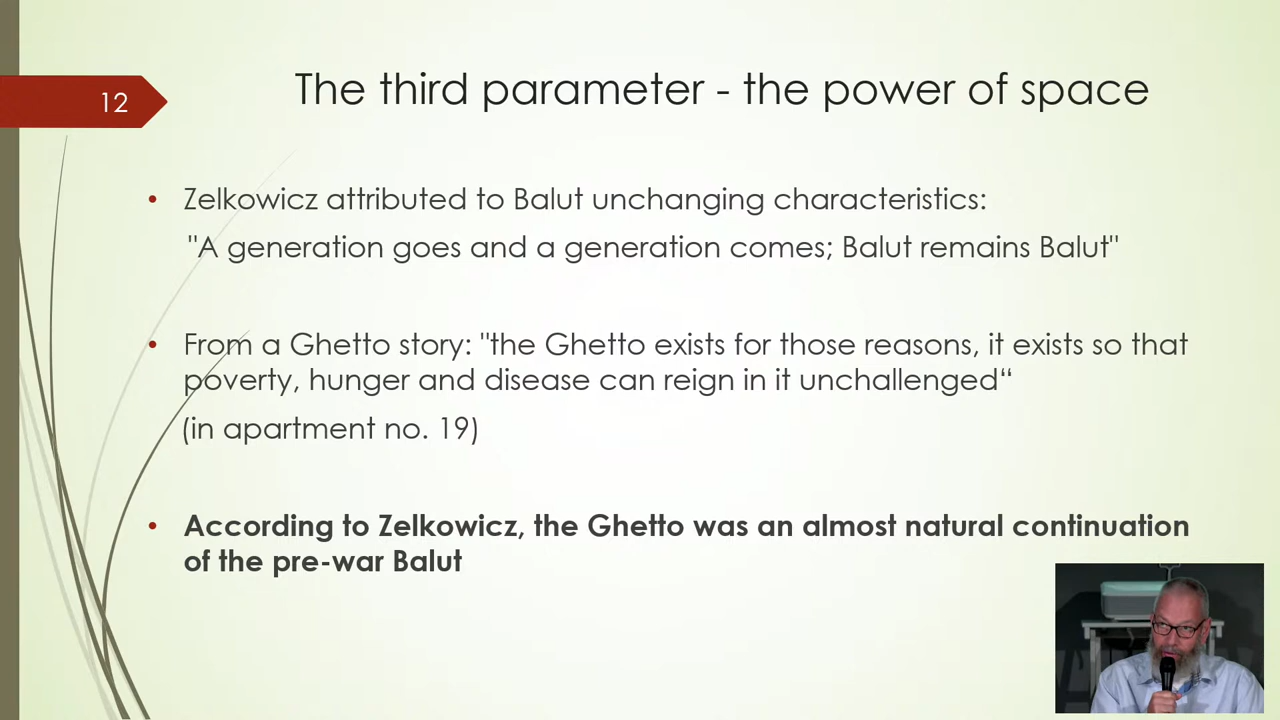 12
The third parameter - the power of space
• Zelkowicz attributed to Balut unchanging characteristics:
"A generation goes and a generation comes; Balut remains Balut"
• From a Ghetto story: "the Ghetto exists for those reasons, it exists so that
poverty, hunger and disease can reign in it unchallenged“
(in apartment no. 19)
• According to Zelkowicz, the Ghetto was an almost natural continuation
of the pre-war Balut